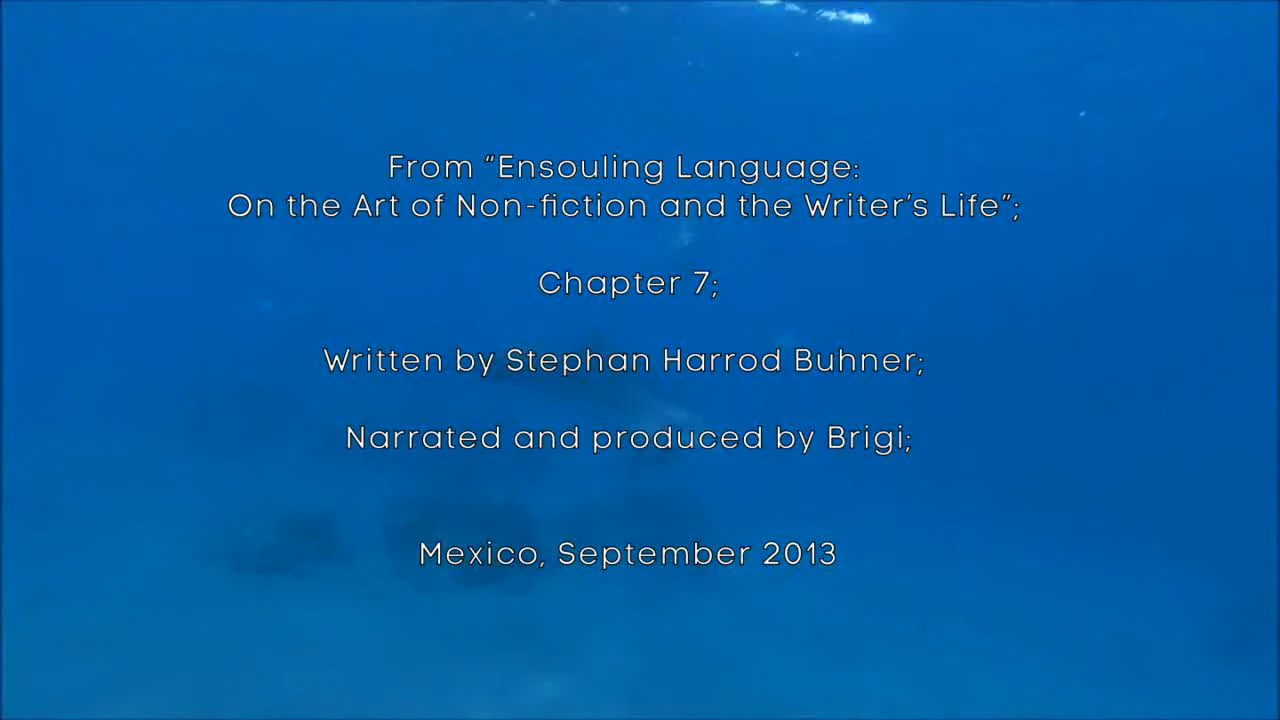 From “Ensouling Language:
On the Art of Non-fiction and the Writer’s Life”;
Chapter 7;
Written by Stephan Harrod Buhner;
Narrated and produced by Brigi;
Mexico, September 2013